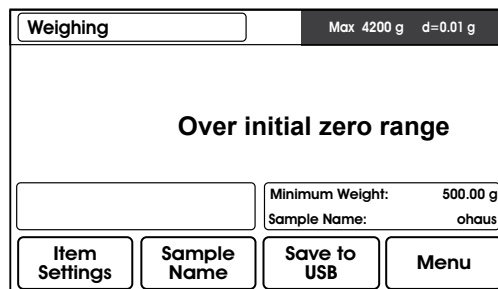 Weighing
Max 4200 g d=0.01 g
Over initial zero range
Minimum Weight: 500.00 g
Sample Name: ohaus
Item
Settings
Sample
Name
Save to
USB
Menu